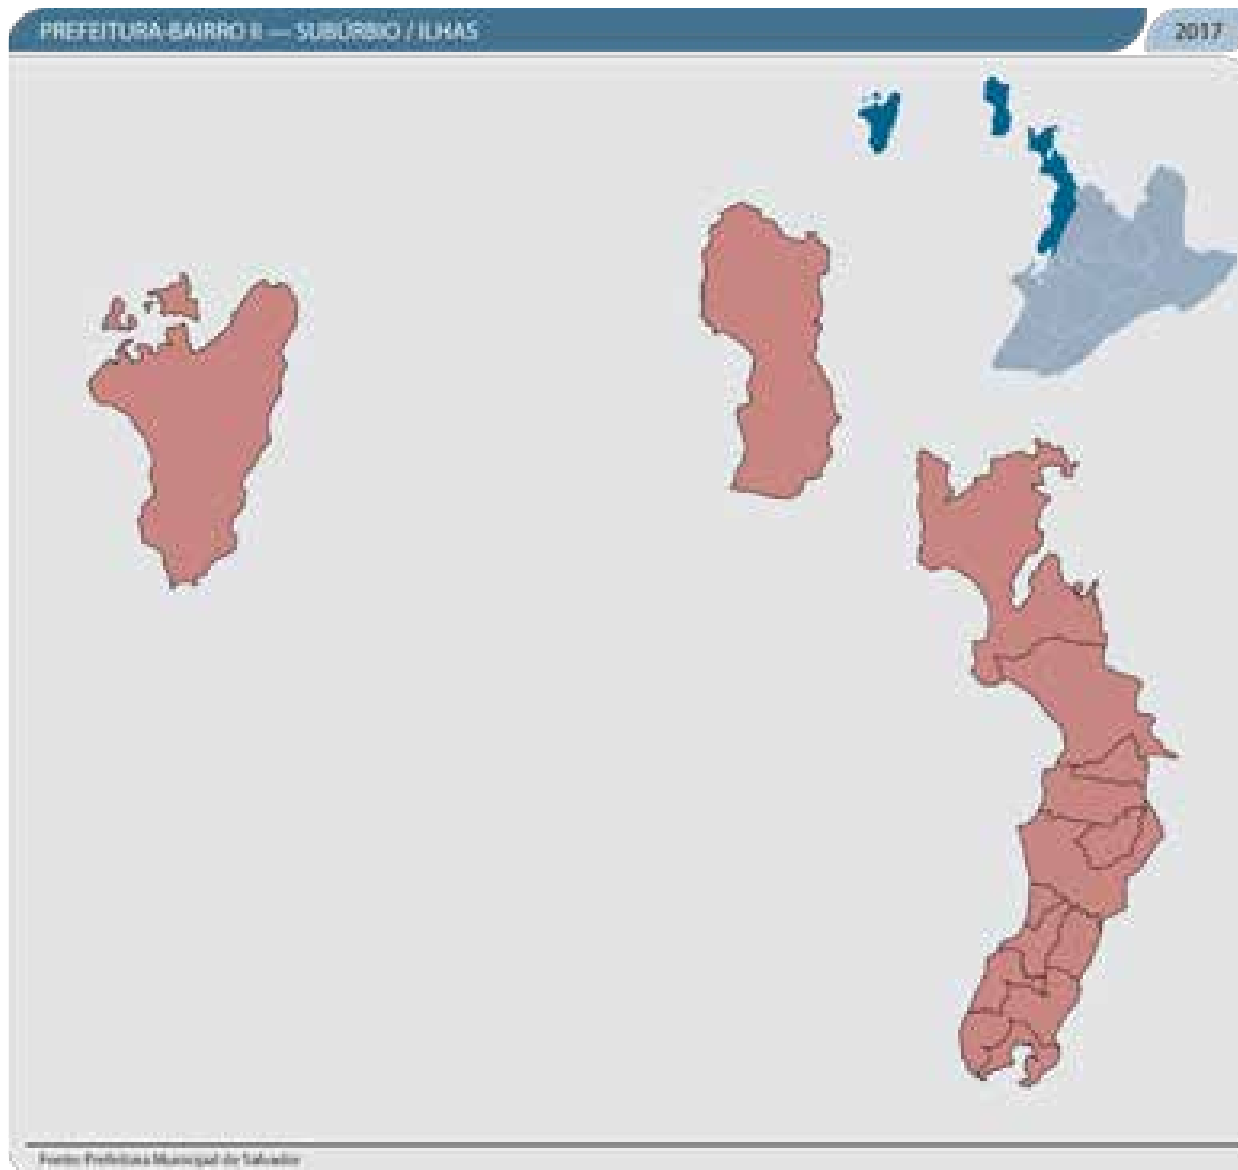 PREFEITURA-BAIRRO II — SUBÚRBIO / ILHAS
2017
Fonte: Prefeitura Municipal de Salvador